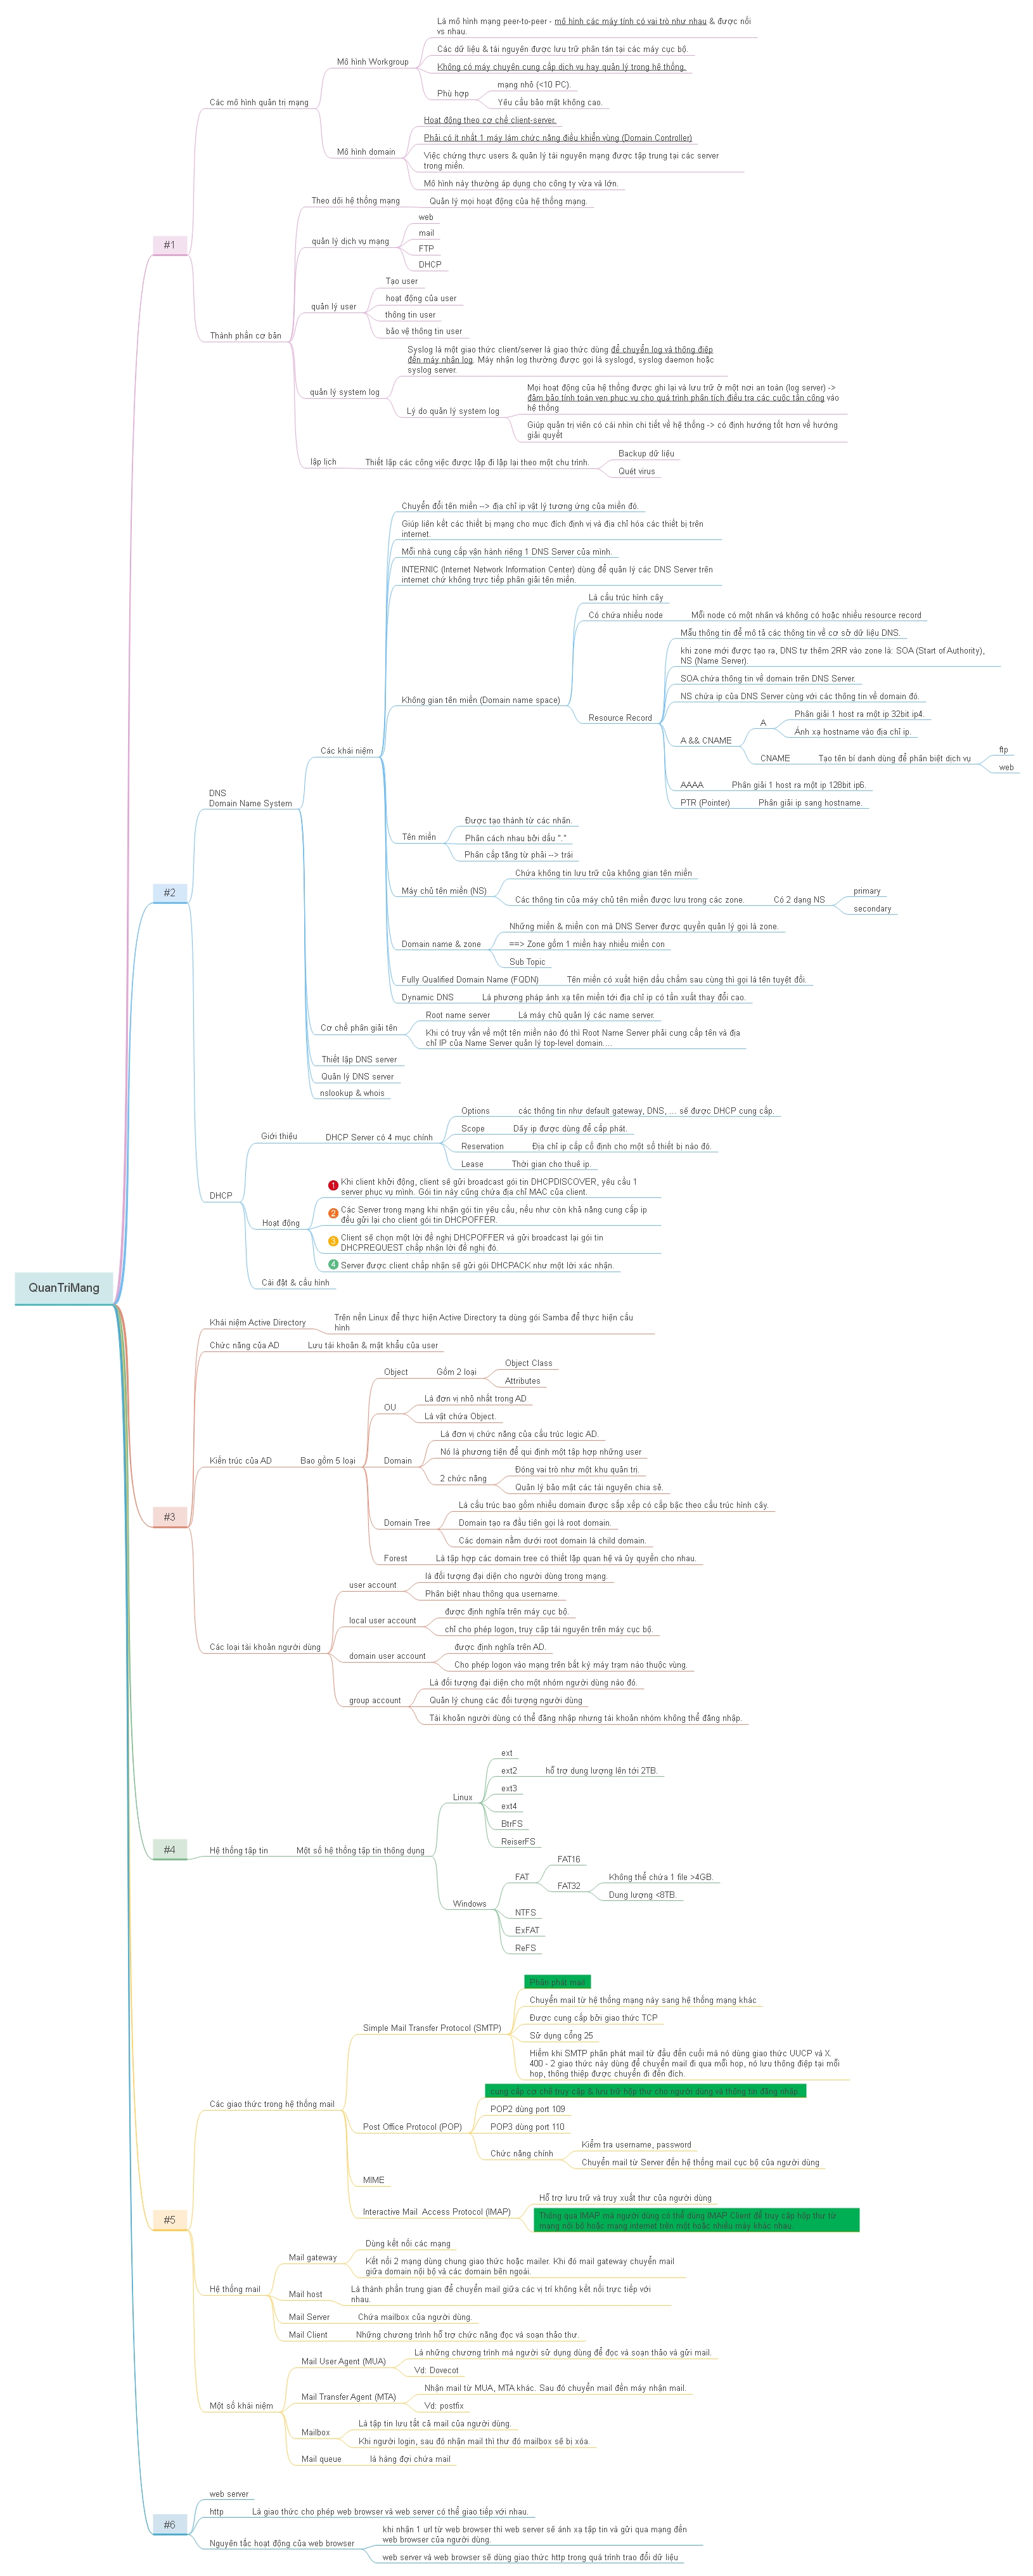 QuanTriMang
#1
Các mô hình quản trị mạng
Mô hình Workgroup
Là mô hình mạng peer-to-peer - mô hình các máy tính có vai trò như nhau & được nối
vs nhau.
Các dữ liệu & tài nguyên được lưu trữ phân tán tại các máy cục bộ.
Không có máy chuyên cung cấp dịch vụ hay quản lý trong hệ thống.
Phù hợp
mạng nhỏ (<10 PC).
Yêu cầu bảo mật không cao.
Mô hình domain
Hoạt động theo cơ chế client-server.
Phải có ít nhất 1 máy làm chức năng điều khiển vùng (Domain Controller)
Việc chứng thực users & quản lý tài nguyên mạng được tập trung tại các server
trong miền.
Mô hình này thường áp dụng cho công ty vừa và lớn.
Thành phần cơ bản
Theo dõi hệ thống mạng
Quản lý mọi hoạt động của hệ thống mạng.
quản lý dịch vụ mạng
web
mail
FTP
DHCP
quản lý user
Tạo user
hoạt động của user
thông tin user
bảo vệ thông tin user
quản lý system log
Syslog là một giao thức client/server là giao thức dùng để chuyển log và thông điệp
đến máy nhận log. Máy nhận log thường được gọi là syslogd, syslog daemon hoặc
syslog server.
Lý do quản lý system log
Mọi hoạt động của hệ thống được ghi lại và lưu trữ ở một nơi an toàn (log server) ->
đảm bảo tính toàn vẹn phục vụ cho quá trình phân tích điều tra các cuộc tấn công vào
hệ thống
Giúp quản trị viên có cái nhìn chi tiết về hệ thống -> có định hướng tốt hơn về hướng
giải quyết
lập lịch
Thiết lập các công việc được lặp đi lặp lại theo một chu trình.
Backup dữ liệu
Quét virus
#2
DNS
Domain Name System
Các khái niệm
Chuyển đổi tên miền --> địa chỉ ip vật lý tương ứng của miền đó.
Giúp liên kết các thiết bị mạng cho mục đích định vị và địa chỉ hóa các thiết bị trên
internet.
Mỗi nhà cung cấp vận hành riêng 1 DNS Server của mình.
INTERNIC (Internet Network Information Center) dùng để quản lý các DNS Server trên
internet chứ không trực tiếp phân giải tên miền.
Không gian tên miền (Domain name space)
Là cấu trúc hình cây
Có chứa nhiều node
Mỗi node có một nhãn và không có hoặc nhiều resource record
Resource Record
Mẫu thông tin để mô tả các thông tin về cơ sở dữ liệu DNS.
khi zone mới được tạo ra, DNS tự thêm 2RR vào zone là: SOA (Start of Authority),
NS (Name Server).
SOA chứa thông tin về domain trên DNS Server.
NS chứa ip của DNS Server cùng với các thông tin về domain đó.
A && CNAME
A
Phân giải 1 host ra một ip 32bit ip4.
Ánh xạ hostname vào địa chỉ ip.
CNAME
Tạo tên bí danh dùng để phân biệt dịch vụ
ftp
web
AAAA
Phân giải 1 host ra một ip 128bit ip6.
PTR (Pointer)
Phân giải ip sang hostname.
Tên miền
Được tạo thành từ các nhãn.
Phân cách nhau bởi dấu "."
Phân cấp tăng từ phải --> trái
Máy chủ tên miền (NS)
Chứa không tin lưu trữ của không gian tên miền
Các thông tin của máy chủ tên miền được lưu trong các zone.
Có 2 dạng NS
primary
secondary
Domain name & zone
Những miền & miền con mà DNS Server được quyền quản lý gọi là zone.
==> Zone gồm 1 miền hay nhiều miền con
Sub Topic
Fully Qualified Domain Name (FQDN)
Tên miền có xuất hiện dấu chấm sau cùng thì gọi là tên tuyệt đối.
Dynamic DNS
Là phương pháp ánh xạ tên miền tới địa chỉ ip có tần xuất thay đổi cao.
Cơ chế phân giải tên
Root name server
Là máy chủ quản lý các name server.
Khi có truy vấn về một tên miền nào đó thì Root Name Server phải cung cấp tên và địa
chỉ IP của Name Server quản lý top-level domain....
Thiết lập DNS server
Quản lý DNS server
nslookup & whois
DHCP
Giới thiệu
DHCP Server có 4 mục chính
Options
các thông tin như default gateway, DNS, ... sẽ được DHCP cung cấp.
Scope
Dãy ip được dùng để cấp phát.
Reservation
Địa chỉ ip cấp cố định cho một số thiết bị nào đó.
Lease
Thời gian cho thuê ip.
Hoạt động
1 Khi client khởi động, client sẽ gửi broadcast gói tin DHCPDISCOVER, yêu cầu 1
server phục vụ mình. Gói tin này cũng chứa địa chỉ MAC của client.
2 Các Server trong mạng khi nhận gói tin yêu cầu, nếu như còn khả năng cung cấp ip
đều gửi lại cho client gói tin DHCPOFFER.
3 Client sẽ chọn một lời đề nghị DHCPOFFER và gửi broadcast lại gói tin
DHCPREQUEST chấp nhận lời đề nghị đó.
4 Server được client chấp nhận sẽ gửi gói DHCPACK như một lời xác nhận.
Cài đặt & cấu hình
#3
Khái niệm Active Directory
Trên nền Linux để thực hiện Active Directory ta dùng gói Samba để thực hiện cấu
hình
Chức năng của AD
Lưu tài khoản & mật khẩu của user
Kiến trúc của AD
Bao gồm 5 loại
Object
Gồm 2 loại
Object Class
Attributes
OU
Là đơn vị nhỏ nhất trong AD
Là vật chứa Object.
Domain
Là đơn vị chức năng của cấu trúc logic AD.
Nó là phương tiện để qui định một tập hợp những user
2 chức năng
Đóng vai trò như một khu quản trị.
Quản lý bảo mật các tài nguyên chia sẻ.
Domain Tree
Là cấu trúc bao gồm nhiều domain được sắp xếp có cấp bậc theo cấu trúc hình cây.
Domain tạo ra đầu tiên gọi là root domain.
Các domain nằm dưới root domain là child domain.
Forest
Là tập hợp các domain tree có thiết lập quan hệ và ủy quyền cho nhau.
Các loại tài khoản người dùng
user account
là đối tượng đại diện cho người dùng trong mạng.
Phân biệt nhau thông qua username.
local user account
được định nghĩa trên máy cục bộ.
chỉ cho phép logon, truy cập tài nguyên trên máy cục bộ.
domain user account
được định nghĩa trên AD.
Cho phép logon vào mạng trên bất kỳ máy trạm nào thuộc vùng.
group account
Là đối tượng đại diện cho một nhóm người dùng nào đó.
Quản lý chung các đối tượng người dùng
Tài khoản người dùng có thể đăng nhập nhưng tài khoản nhóm không thể đăng nhập.
#4
Hệ thống tập tin
Một số hệ thống tập tin thông dụng
Linux
ext
ext2
hỗ trợ dung lượng lên tới 2TB.
ext3
ext4
BtrFS
ReiserFS
Windows
FAT
FAT16
FAT32
Không thể chứa 1 file >4GB.
Dung lượng <8TB.
NTFS
ExFAT
ReFS
#5
Các giao thức trong hệ thống mail
Simple Mail Transfer Protocol (SMTP)
Phân phát mail
Chuyển mail từ hệ thống mạng này sang hệ thống mạng khác
Được cung cấp bởi giao thức TCP
Sử dụng cổng 25
Hiếm khi SMTP phân phát mail từ đầu đến cuối mà nó dùng giao thức UUCP và X.
400 - 2 giao thức này dùng để chuyển mail đi qua mỗi hop, nó lưu thông điệp tại mỗi
hop, thông thiệp được chuyển đi đến đích.
Post Office Protocol (POP)
cung cấp cơ chế truy cập & lưu trữ hộp thư cho người dùng và thông tin đăng nhập.
POP2 dùng port 109
POP3 dùng port 110
Chức năng chính
Kiểm tra username, password
Chuyển mail từ Server đến hệ thống mail cục bộ của người dùng
MIME
Interactive Mail Access Protocol (IMAP)
Hỗ trợ lưu trữ và truy xuất thư của người dùng
Thông qua IMAP mà người dùng có thể dùng IMAP Client để truy cập hộp thư từ
mạng nội bộ hoặc mạng internet trên một hoặc nhiều máy khác nhau.
Hệ thống mail
Mail gateway
Dùng kết nối các mạng
Kết nối 2 mạng dùng chung giao thức hoặc mailer. Khi đó mail gateway chuyển mail
giữa domain nội bộ và các domain bên ngoài.
Mail host
Là thành phần trung gian để chuyển mail giữa các vị trí không kết nối trực tiếp với
nhau.
Mail Server
Chứa mailbox của người dùng.
Mail Client
Những chương trình hỗ trợ chức năng đọc và soạn thảo thư.
Một số khái niệm
Mail User Agent (MUA)
Là những chương trình mà người sử dụng dùng để đọc và soạn thảo và gửi mail.
Vd: Dovecot
Mail Transfer Agent (MTA)
Nhận mail từ MUA, MTA khác. Sau đó chuyển mail đến máy nhận mail.
Vd: postfix
Mailbox
Là tập tin lưu tất cả mail của người dùng.
Khi người login, sau đó nhận mail thì thư đó mailbox sẽ bị xóa.
Mail queue
là hàng đợi chứa mail
#6
web server
http
Là giao thức cho phép web browser và web server có thể giao tiếp với nhau.
Nguyên tắc hoạt động của web browser
khi nhận 1 url từ web browser thì web server sẽ ánh xạ tập tin và gửi qua mạng đến
web browser của người dùng.
web server và web browser sẽ dùng giao thức http trong quá trình trao đổi dữ liệu